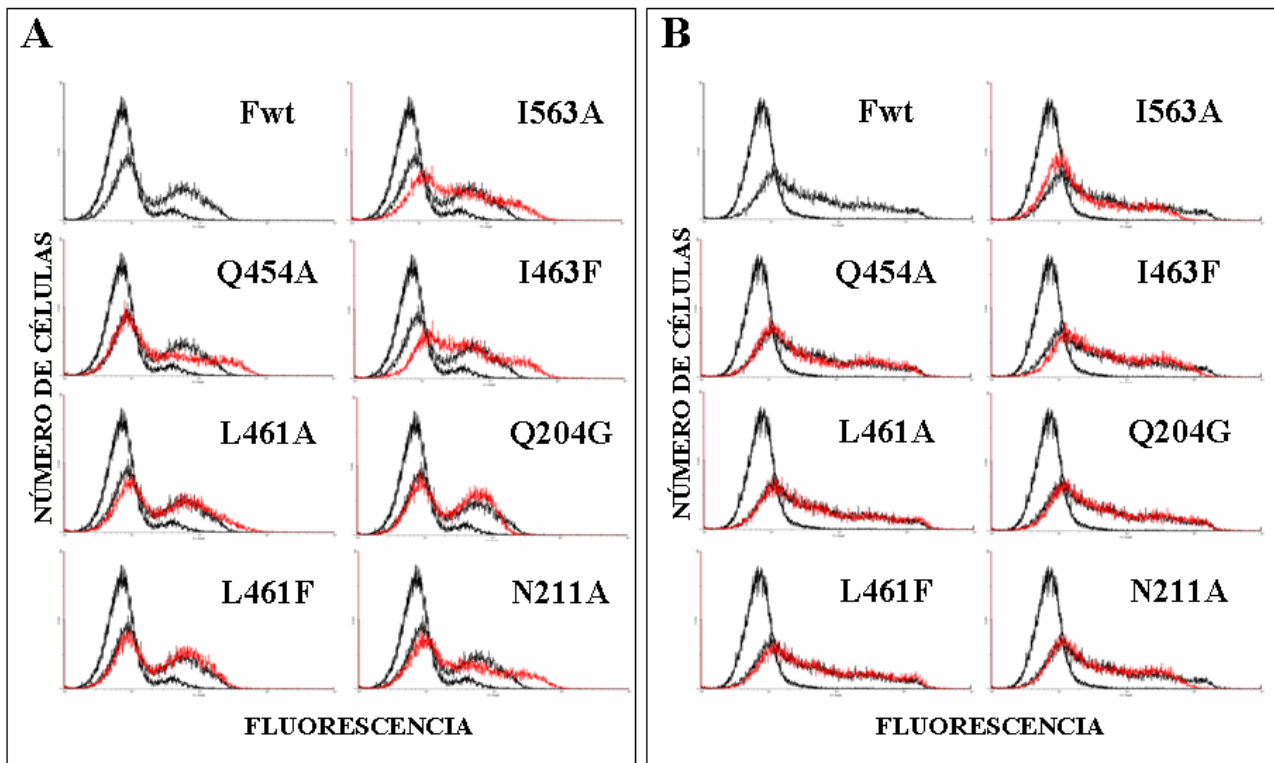 A
Fwt
I563A
Q454A
I463F
L461A
Q204G
L461F
N211A
NÚMERO DE CÉLULAS
FLUORESCENCIA
B
Fwt
I563A
Q454A
I463F
L461A
Q204G
L461F
N211A
NÚMERO DE CÉLULAS
FLUORESCENCIA